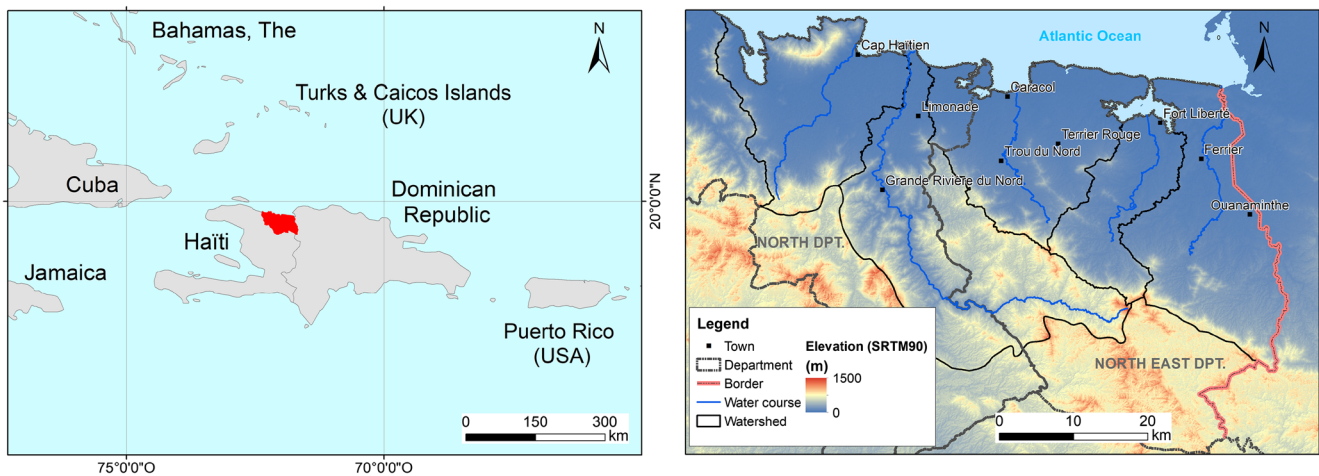 Bahamas, The
N
Turks & Caicos Islands
(UK)
Cuba
Dominican
Republic
Haïti
Jamaica
Puerto Rico
(USA)
20°0'0"N
0 150 300
km
75°0'0"O
70°0'0"O
Cap Haïtien
Atlantic Ocean
N
Caracol
Limonade
Fort Liberté
Terrier Rouge
Trou du Nord
Ferrier
Grande Rivière du Nord
Ouanaminthe
NORTH DPT.
NORTH EAST DPT.
Legend
Town
Department
Border
Water course
Watershed
Elevation (SRTM90)
(m)
1500
0
0 10 20
km